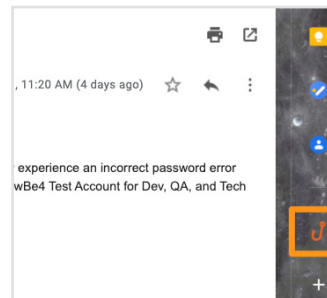 , 11:20 AM (4 days ago)
experience an incorrect password error
wBe4 Test Account for Dev, QA, and Tech